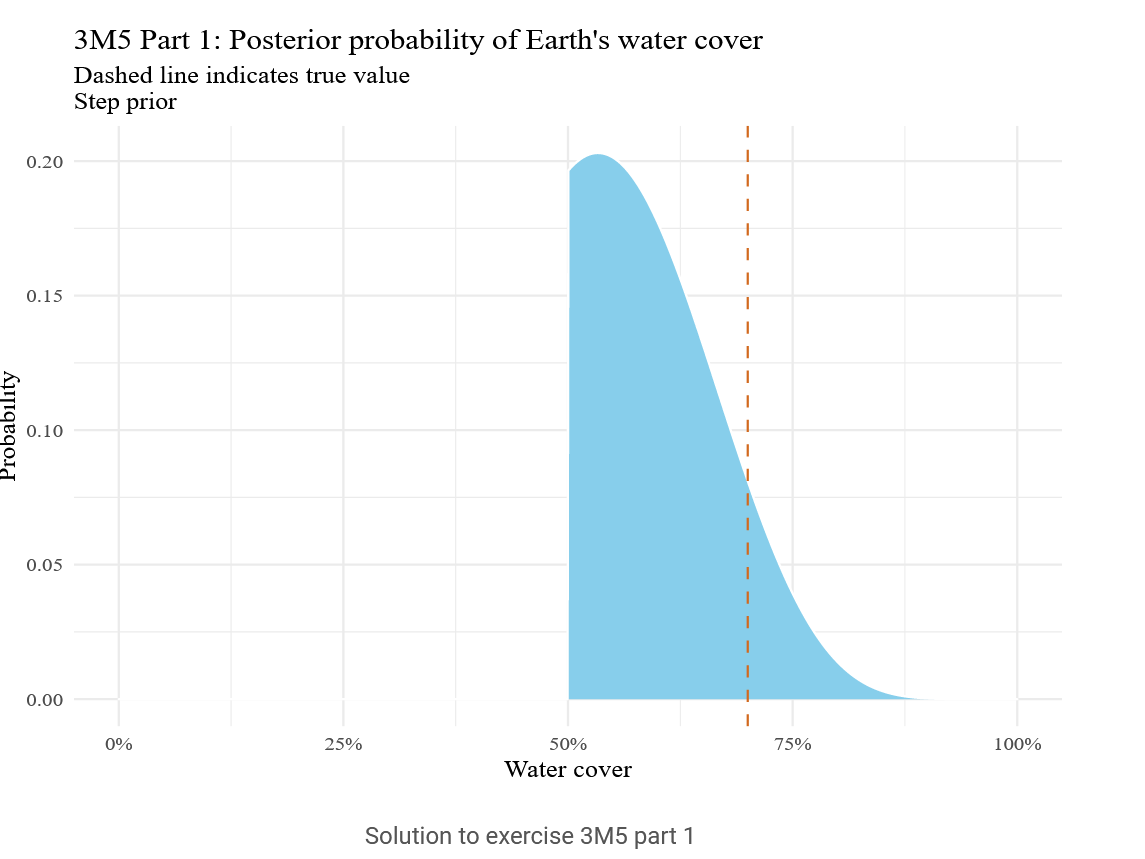 3M5 Part 1: Posterior probability of Earth's water cover
Dashed line indicates true value
Step prior
0.20
0.15
0.10
0.05
0.00
Probability
0%
25%
50%
75%
100%
Water cover
Solution to exercise 3M5 part 1